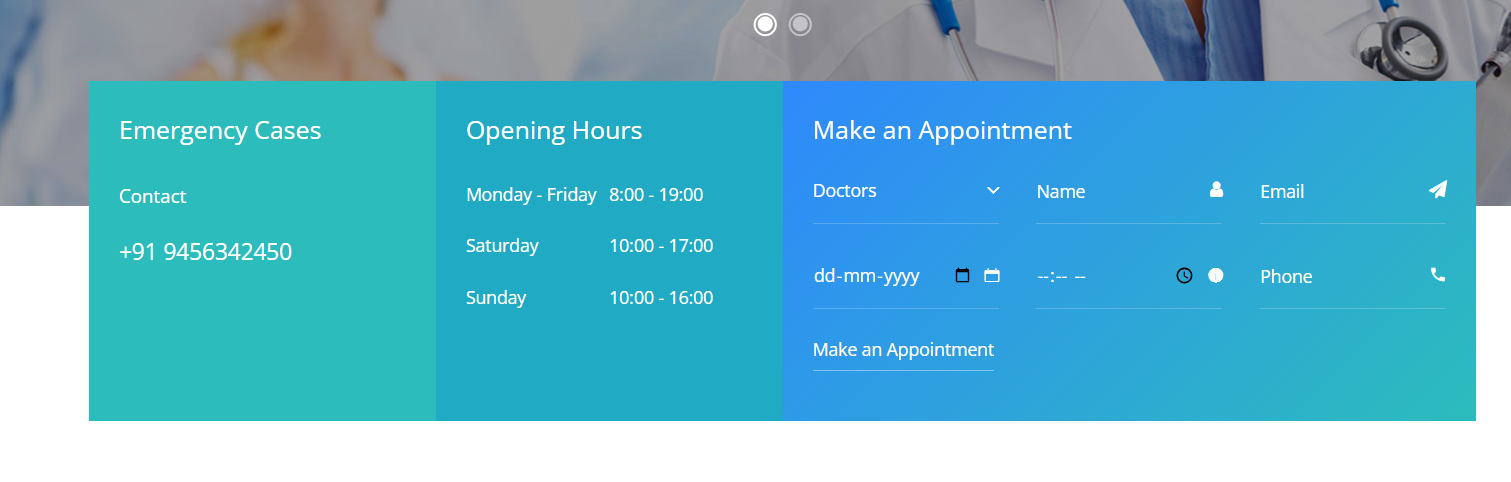 Emergency Cases
Contact
+91 9456342450
Opening Hours
Monday - Friday 8:00 - 19:00
Saturday 10:00 - 17:00
Sunday 10:00 - 16:00
Make an Appointment
Doctors Name Email
dd-mm-yyyy --:-- -- Phone
Make an Appointment